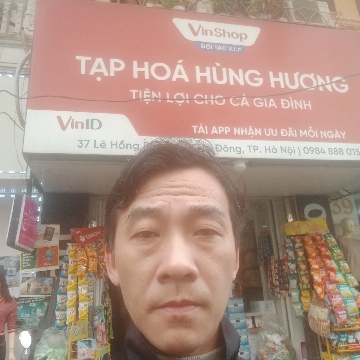 VinShop
ĐỐI TÁC V.I.P
TẠP HOÁ HÙNG HƯƠNG
TIỆN LỢI CHO CẢ GIA ĐÌNH
VinID
TẢI APP NHẬN ƯU ĐÃI MỖI NGÀY
37 Lê Hồng Đông, TP. Hà Nội | 0984 888 015